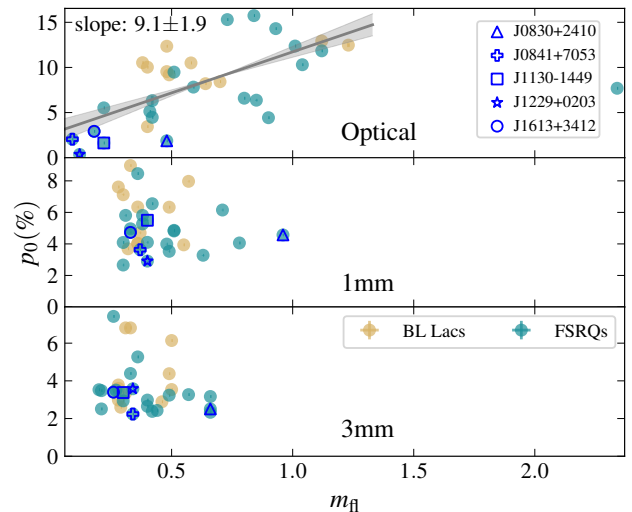 slope: 9.1±1.9
J0830+2410
J0841+7053
J1130-1449
J1229+0203
J1613+3412
15
10
5
0
Optical
8
6
4
2
0
1mm
p₀(%)
BL Lacs
FSRQs
6
4
2
0
3mm
0.5
1.0
1.5
2.0
m_fl